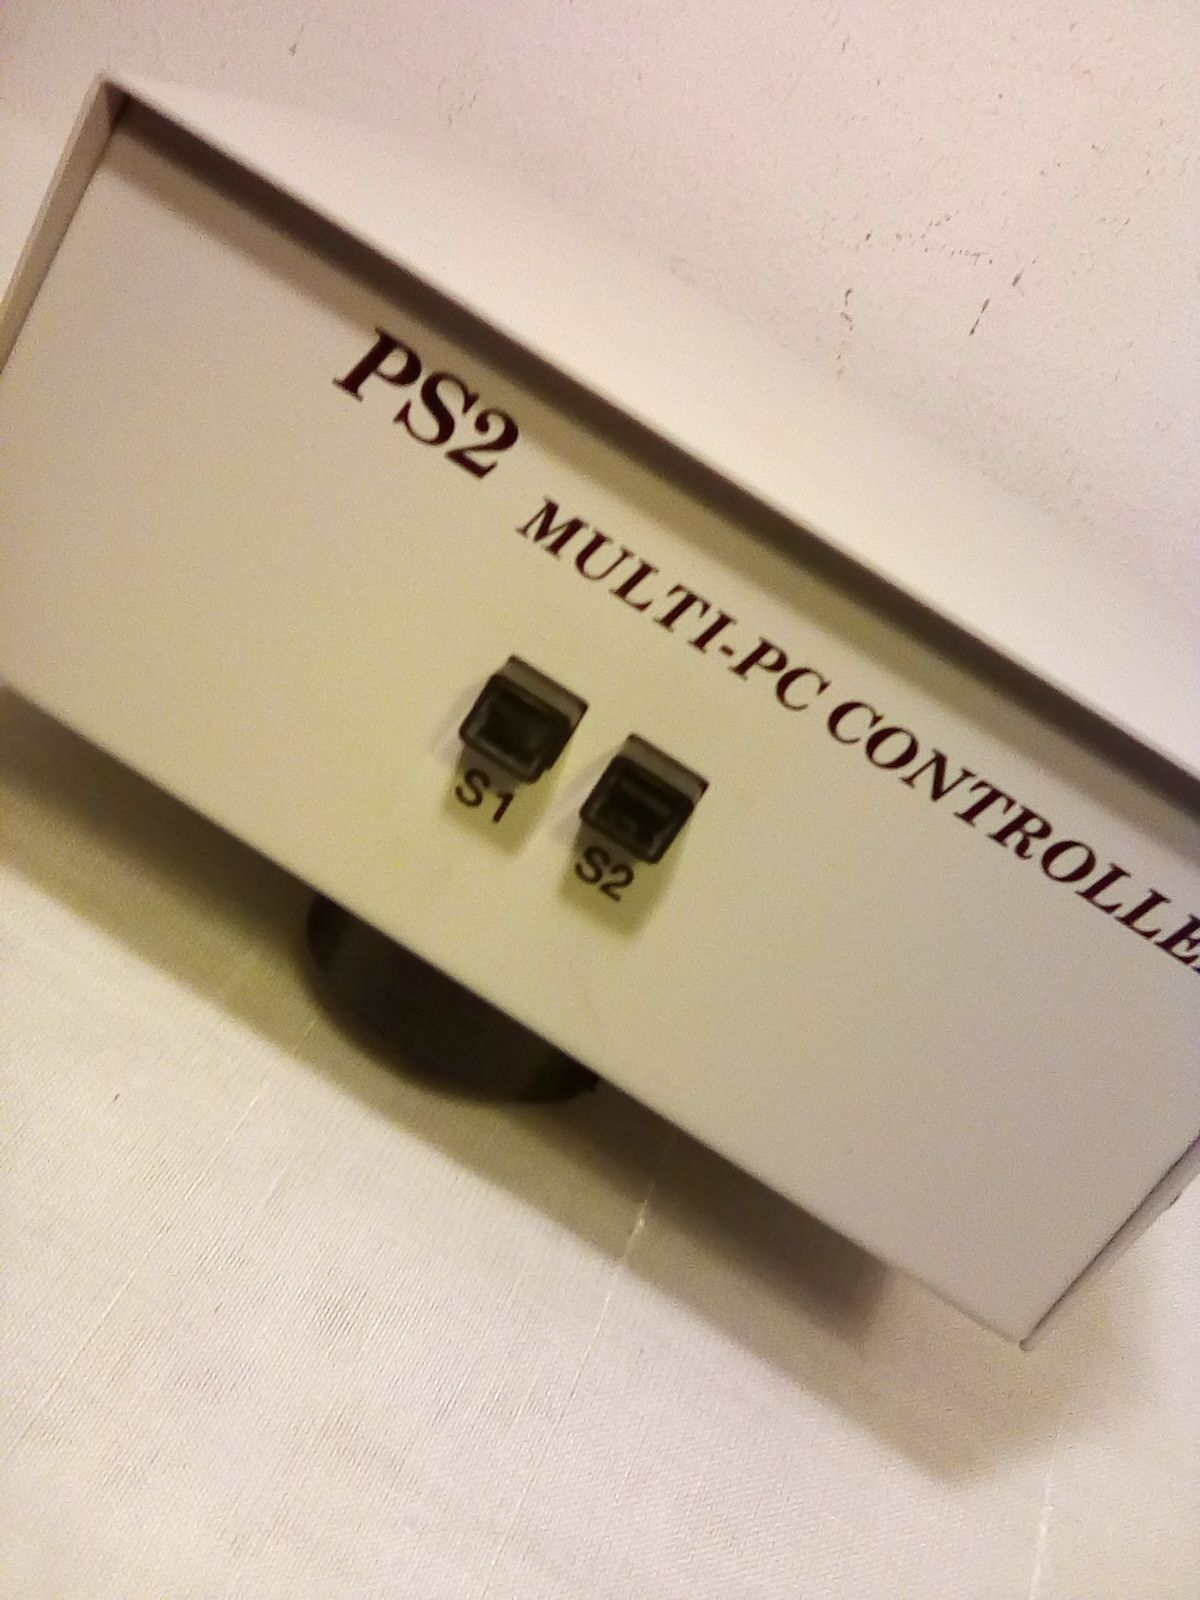 PS2 MULTI-PC CONTROLLE
S1 S2